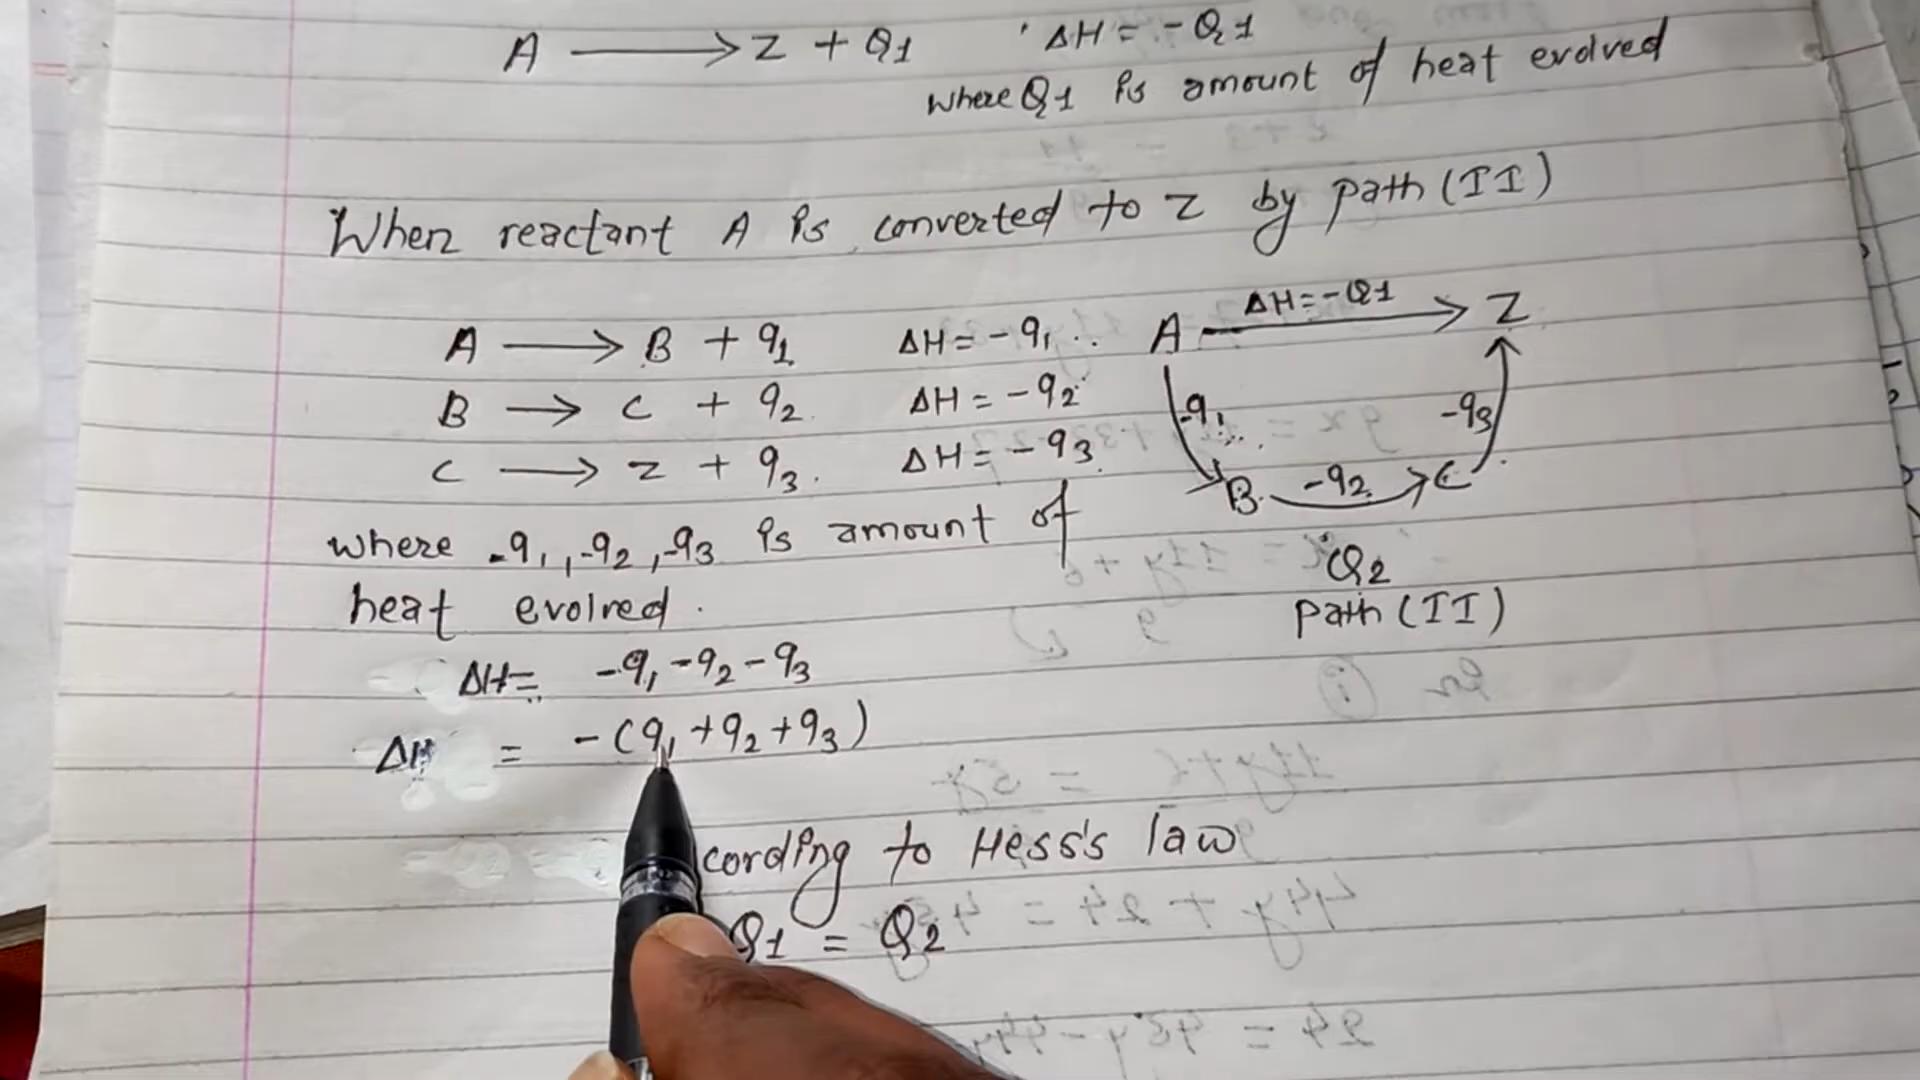 A ⟶ Z + Q1 ΔH = -Q1
where Q1 is amount of heat evolved
When reactant A is converted to Z by path (II)
A ⟶ B + q1 ΔH = -q1
B ⟶ C + q2 ΔH = -q2
C ⟶ Z + q3. ΔH = -q3
A ΔH=-Q1 ⟶ Z
-q1 -q3
B -q2 ⟶ C
where -q1, -q2, -q3 is amount of
heat evolved.
Q2
Path (II)
ΔH = -q1 -q2 -q3
ΔH = -(q1 + q2 + q3)
cording to Hess's law
Q1 = Q2